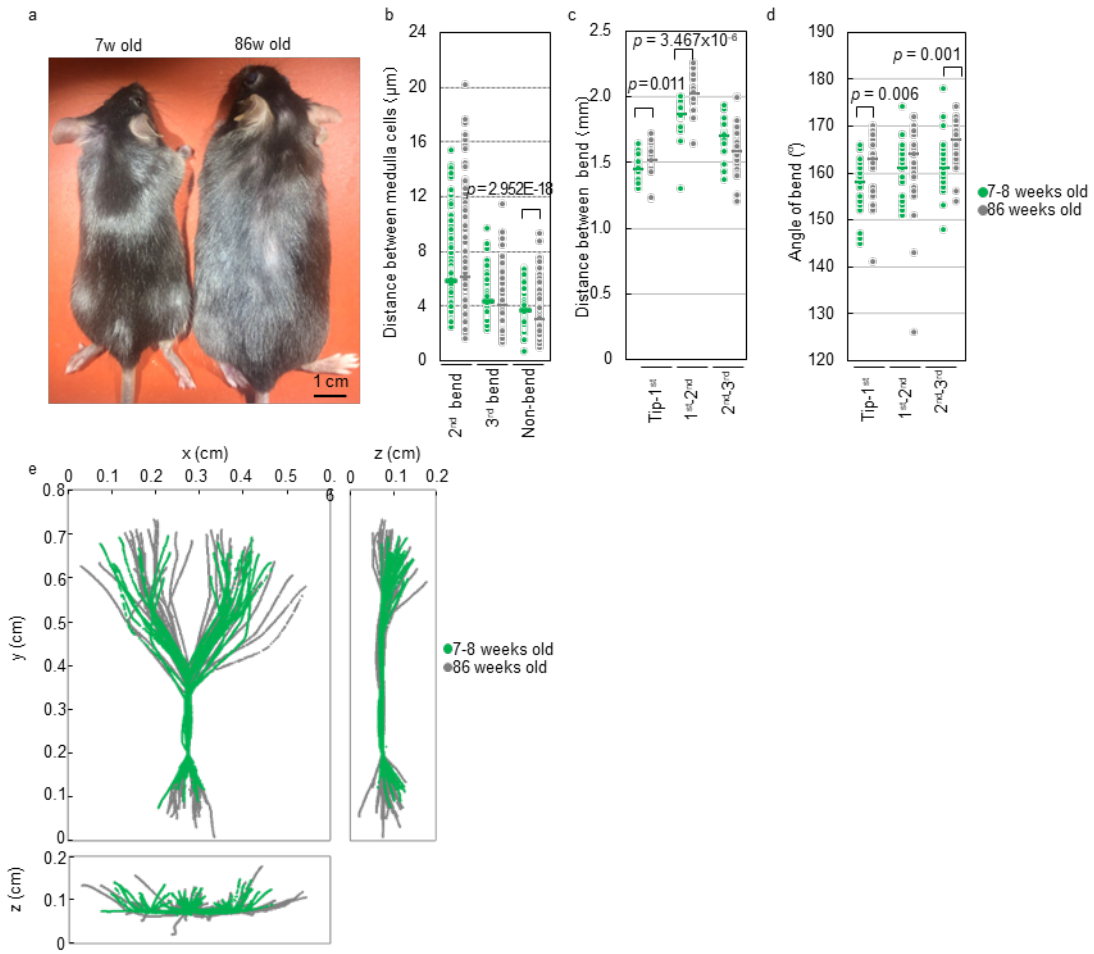 a
7w old
86w old
1 cm
b
Distance between medulla cells (µm)
24
20
16
12
8
4
0
p=2.952E-18
2nd bend
3rd bend
Non-bend
c
Distance between bend (mm)
2.5
2.0
1.5
1.0
0.5
0
p = 3.467x10-6
p=0.011
Tip-1st
1st-2nd
2nd-3rd
d
Angle of bend (°)
190
180
170
160
150
140
130
120
p = 0.001
p = 0.006
Tip-1st
1st-2nd
2nd-3rd
7-8 weeks old
86 weeks old
e
x (cm)
0 0.1 0.2 0.3 0.4 0.5 0.
6
z (cm)
0 0.1 0.2
y (cm)
0.8
0.7
0.6
0.5
0.4
0.3
0.2
0.1
0
7-8 weeks old
86 weeks old
z (cm)
0.2
0.1
0